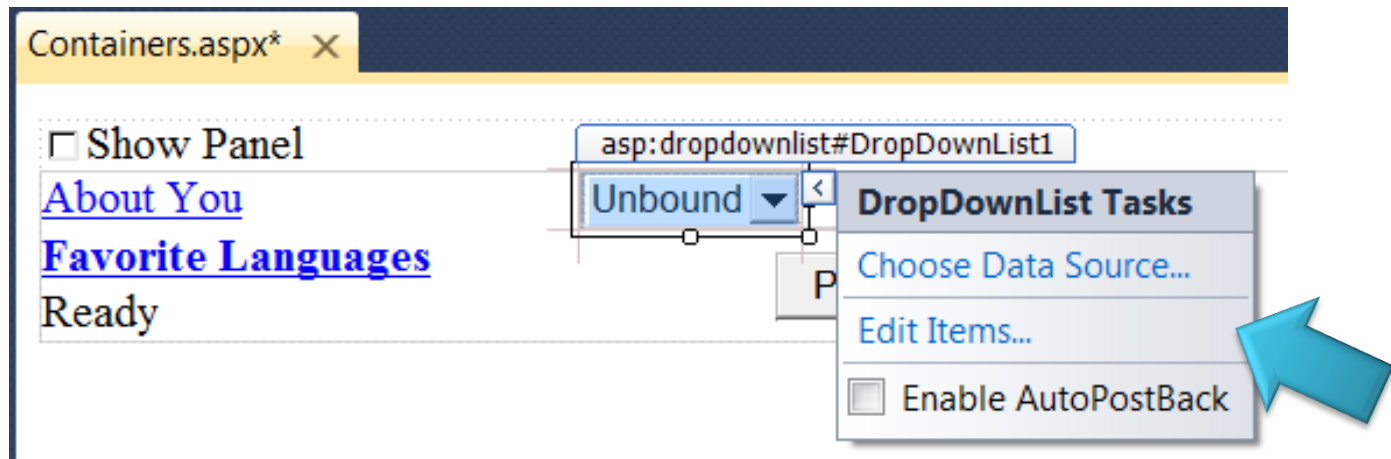 Containers.aspx*
Show Panel
asp:dropdownlist#DropDownList1
About You
Unbound
DropDownList Tasks
Favorite Languages
Choose Data Source...
P
Ready
Edit Items...
Enable AutoPostBack